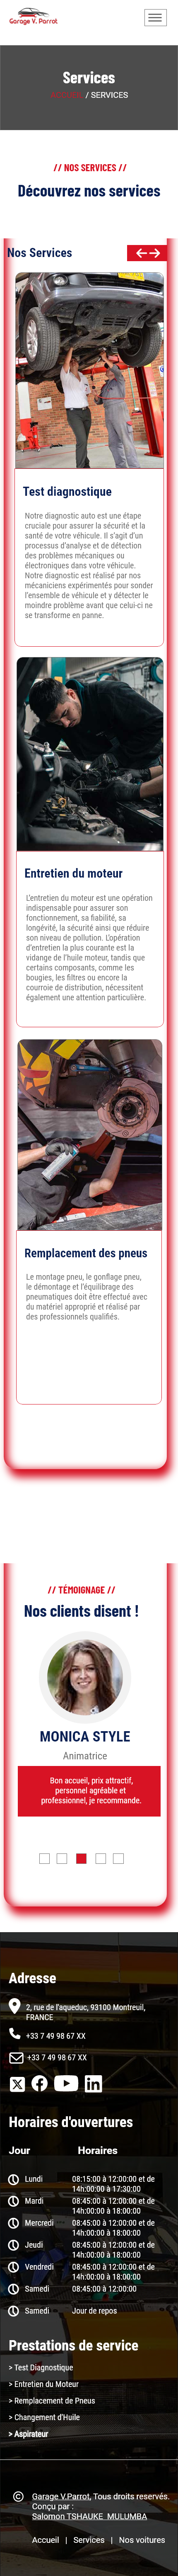 Garage V. Parrot
Services
/ SERVICES
// NOS SERVICES //
Découvrez nos services
Nos Services
Test diagnostique
Notre diagnostic auto est une étape
cruciale pour assurer la sécurité et la
santé de votre véhicule. Il s'agit d'un
processus d'analyse et de détection
des problèmes mécaniques ou
électroniques dans votre véhicule.
Notre diagnostic est réalisé par nos
mécaniciens expérimentés pour sonder
l'ensemble de véhicule et y détecter le
moindre problème avant que celui-ci ne
se transforme en panne.
Entretien du moteur
L'entretien du moteur est une opération
indispensable pour assurer son
fonctionnement, sa fiabilité, sa
longévité, la sécurité ainsi que réduire
son niveau de pollution. L'opération
d'entretien la plus courante est la
vidange de l'huile moteur, tandis que
certains composants, comme les
bougies, les filtres ou encore la
courroie de distribution, nécessitent
également une attention particulière.
Remplacement des pneus
Le montage pneu, le gonflage pneu,
le démontage et l'équilibrage des
pneumatiques doit être effectué avec
du matériel approprié et réalisé par
des professionnels qualifiés.
// TÉMOIGNAGE //
Nos clients disent !
MONICA STYLE
Animatrice
Bon accueil, prix attractif,
personnel agréable et
professionnel, je recommande.
Adresse
2, rue de l'aqueduc, 93100 Montreuil,
FRANCE
+33 7 49 98 67 XX
+33 7 49 98 67 XX
Horaires d'ouvertures
Jour Horaires
Lundi 08:15:00 à 12:00:00 et de
14h:00:00 à 17:30:00
Mardi 08:45:00 à 12:00:00 et de
14h:00:00 à 18:00:00
Mercredi 08:45:00 à 12:00:00 et de
14h:00:00 à 18:00:00
Jeudi 08:45:00 à 12:00:00 et de
14h:00:00 à 18:00:00
Vendredi 08:45:00 à 12:00:00 et de
14h:00:00 à 18:00:00
Samedi 08:45:00 à 12:00:00
Samedi Jour de repos
Prestations de service
> Test Diagnostique
> Entretien du Moteur
> Remplacement de Pneus
> Changement d'Huile
> Aspirateur
© Garage V.Parrot, Tous droits reservés.
Conçu par :
Salomon TSHAUKE MULUMBA
Accueil | Services | Nos voitures